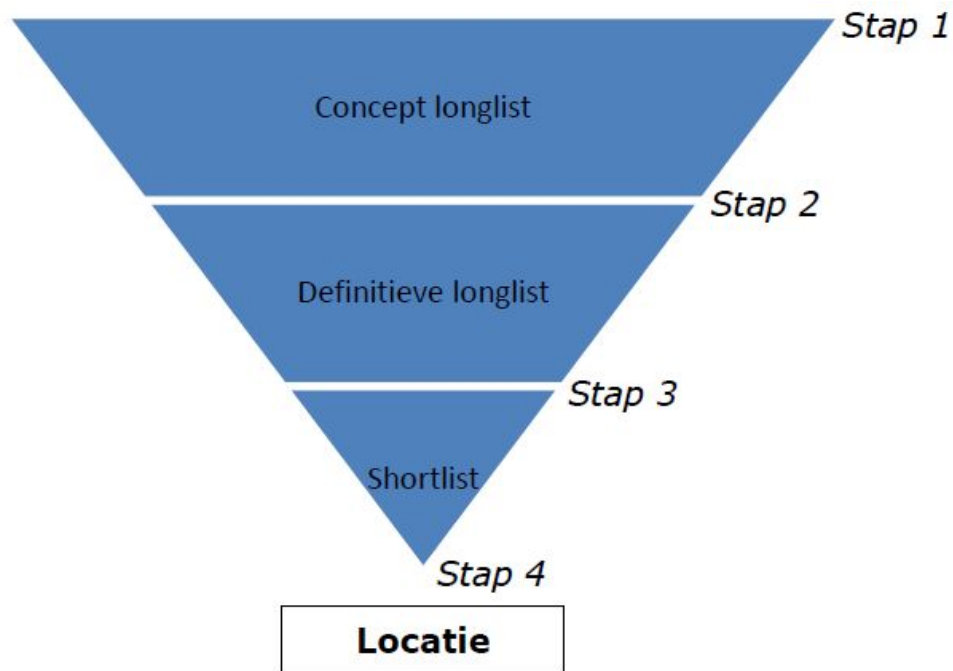 Stap 1
Concept longlist
Stap 2
Definitieve longlist
Stap 3
Shortlist
Stap 4
Locatie